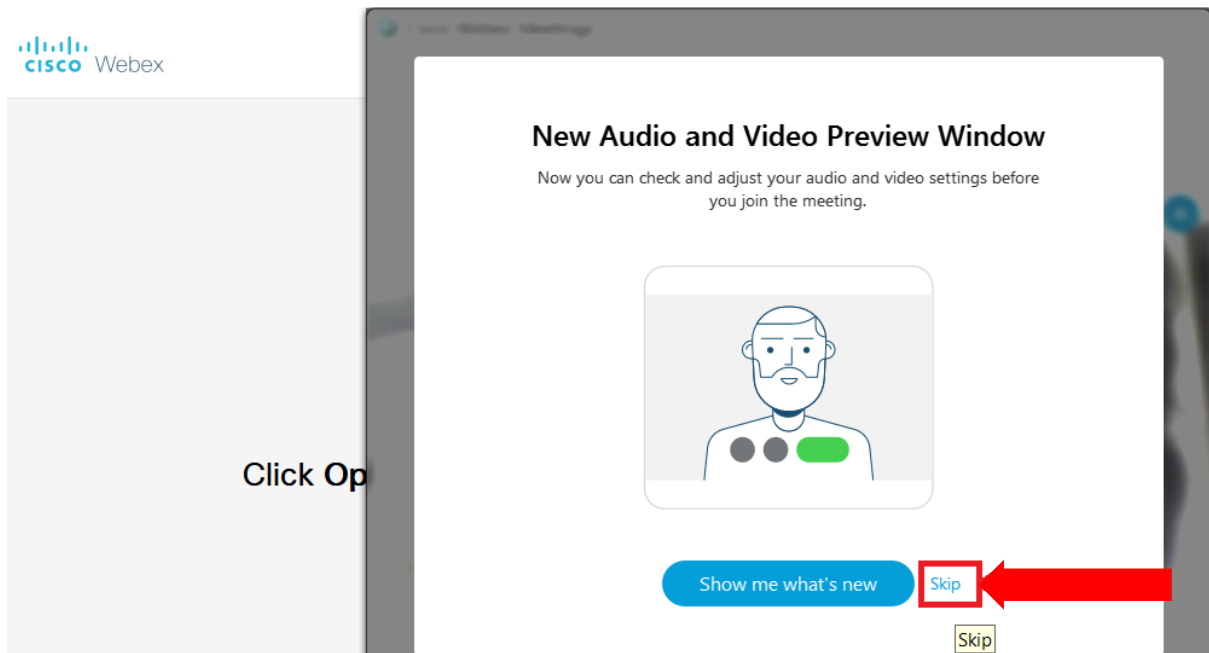 CISCO Webex
New Audio and Video Preview Window
Now you can check and adjust your audio and video settings before
you join the meeting.
Click Op
Show me what's new
Skip
Skip